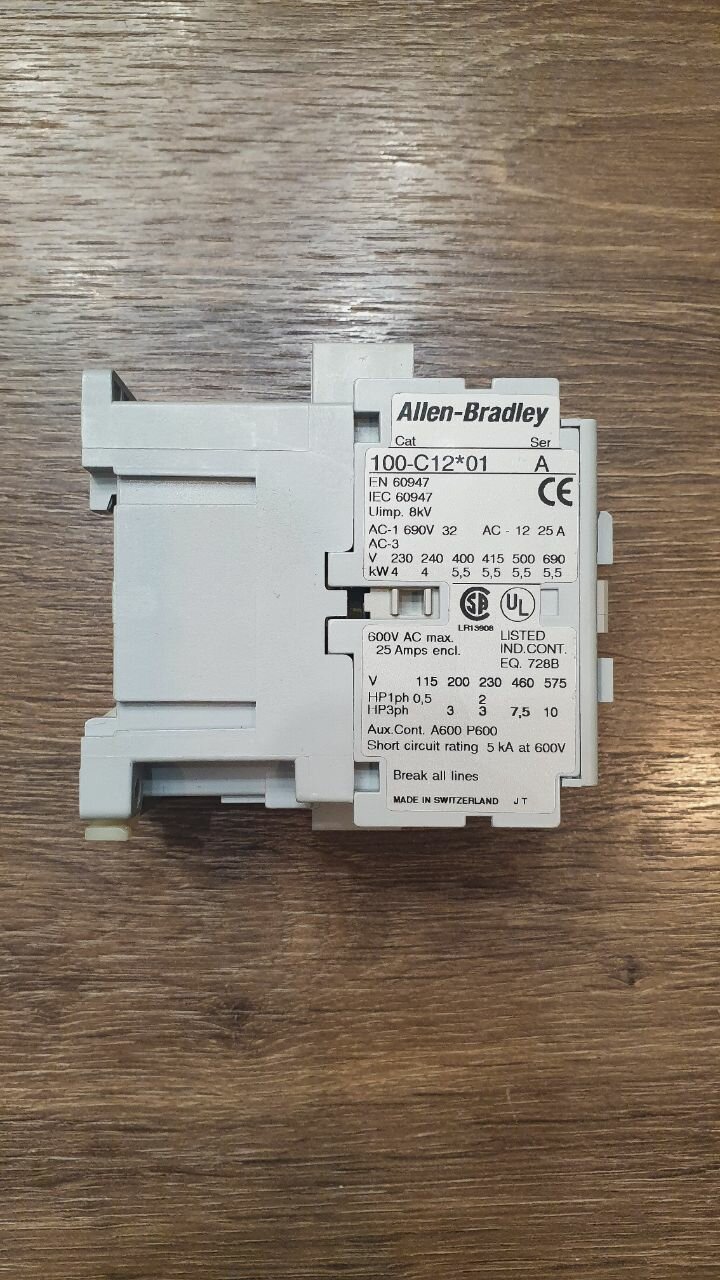 Allen-Bradley
Cat Ser
100-C12*01 A
EN 60947
IEC 60947
CE
Uimp. 8kV
AC-1 690V 32 AC - 12 25 A
AC-3
V 230 240 400 415 500 690
kW 4 4 5,5 5,5 5,5 5,5
SA UL
LR13908
600V AC max. LISTED
25 Amps encl. IND.CONT.
EQ. 728B
V 115 200 230 460 575
HP1ph 0,5 2
HP3ph 3 3 7,5 10
Aux.Cont. A600 P600
Short circuit rating 5 kA at 600V
Break all lines
MADE IN SWITZERLAND J T